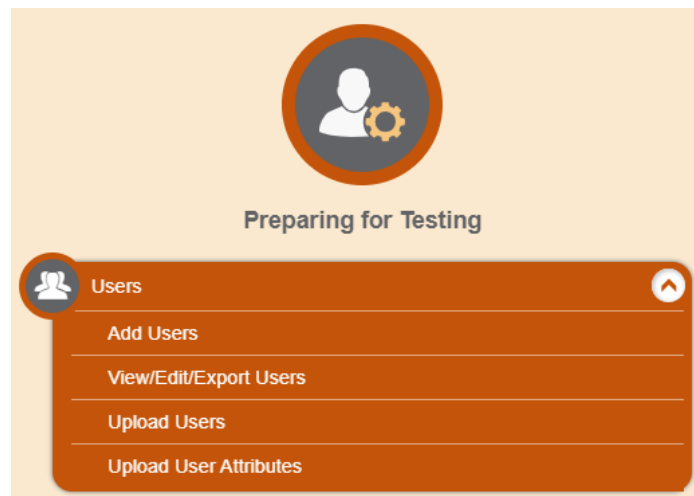 Preparing for Testing
Users
Add Users
View/Edit/Export Users
Upload Users
Upload User Attributes